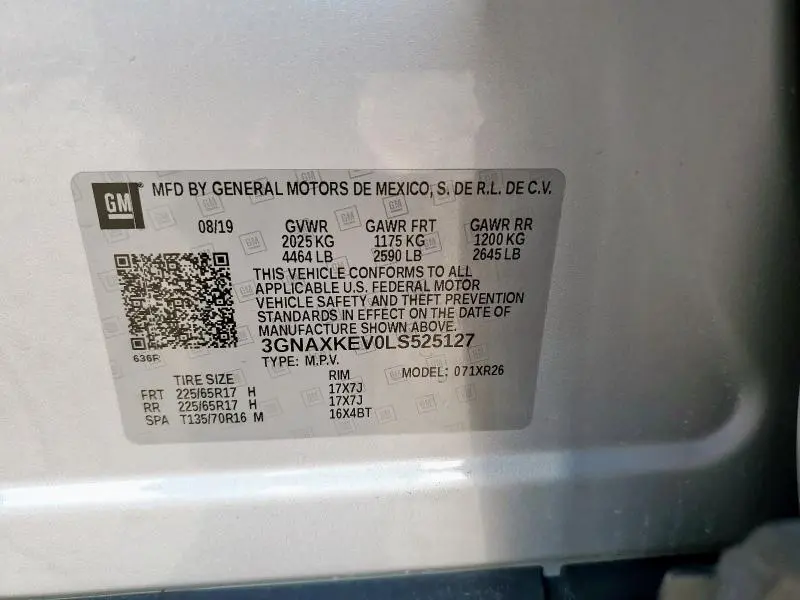 GM
MFD BY GENERAL MOTORS DE MEXICO, S. DE R.L. DE C.V.
08/19 GVWR GAWR FRT GAWR RR
2025 KG 1175 KG 1200 KG
4464 LB 2590 LB 2645 LB
THIS VEHICLE CONFORMS TO ALL
APPLICABLE U.S. FEDERAL MOTOR
VEHICLE SAFETY AND THEFT PREVENTION
STANDARDS IN EFFECT ON THE DATE OF
MANUFACTURE SHOWN ABOVE.
3GNAXKEV0LS525127
636R
TYPE: M.P.V. MODEL: 071XR26
TIRE SIZE RIM
FRT 225/65R17 H 17X7J
RR 225/65R17 H 17X7J
SPA T135/70R16 M 16X4BT